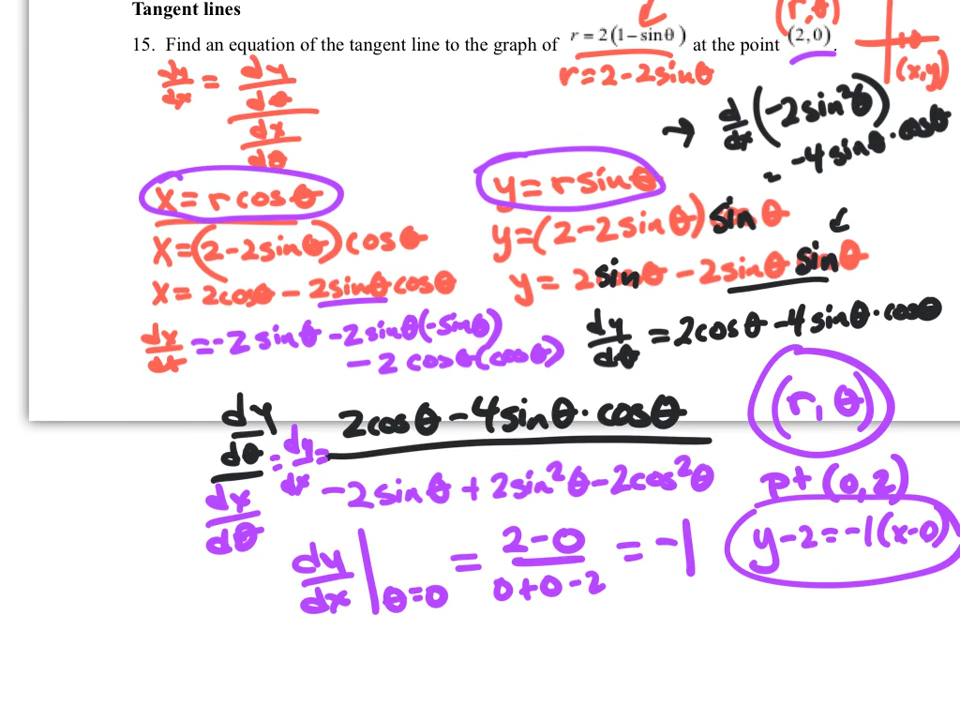 Tangent lines
15. Find an equation of the tangent line to the graph of r = 2(1 – sinθ) at the point (2,0).
(r,θ)
r=2-2sinθ
(x,y)
dy/dx = (dy/dθ)/(dx/dθ)
→ d/dx(-2sin²θ)
= -4sinθ·cosθ
x = r cosθ
y = r sinθ
x=(2-2sinθ)cosθ
y=(2-2sinθ)sinθ
x= 2cosθ - 2sinθcosθ
y= 2sinθ - 2sinθ sinθ
dx/dt = -2sinθ -2sinθ(-sinθ)
- 2cosθ(cosθ)
dy/dθ = 2cosθ-4sinθ·cosθ
(dy/dθ)/(dx/dθ) = dy/dx = (2cosθ-4sinθ·cosθ)/(-2sinθ+2sin²θ-2cos²θ)
(r,θ)
pt (0,2)
y-2=-1(x-0)
dy/dx|θ=0 = (2-0)/(0+0-2) = -1